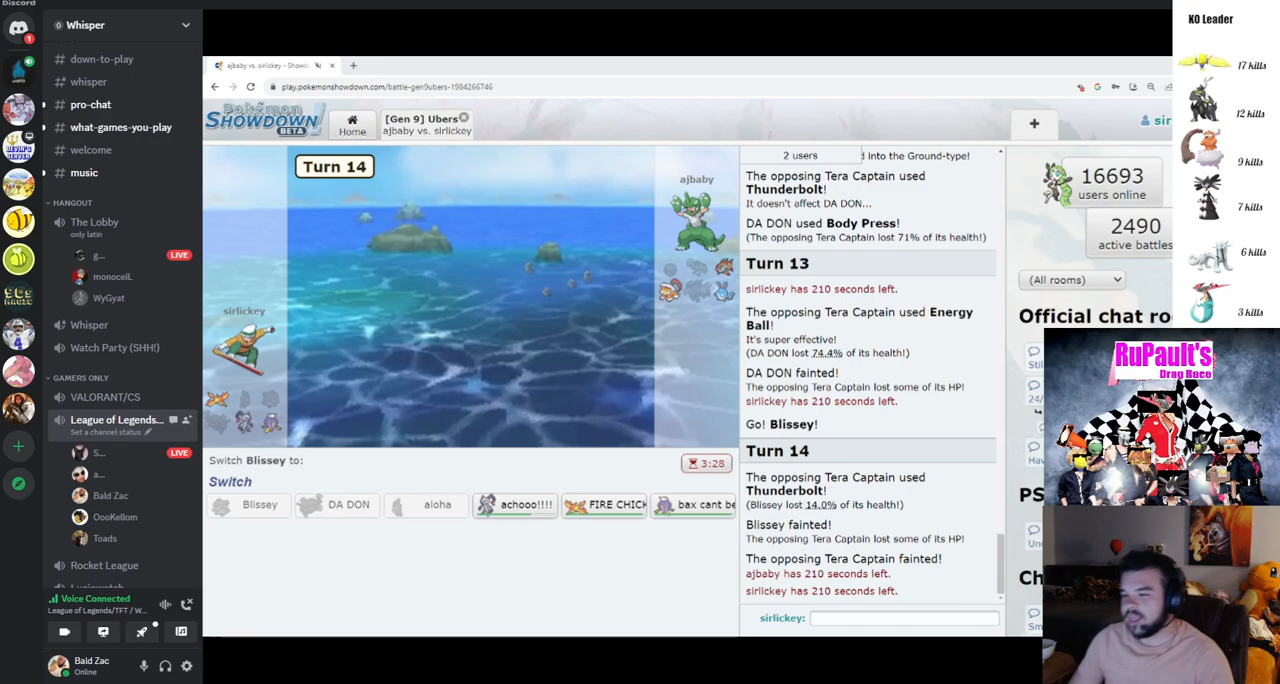 Discord
Whisper
down-to-play
whisper
pro-chat
what-games-you-play
welcome
music
HANGOUT
The Lobby
only latin
g...
LIVE
monoceiL
WyGyat
Whisper
Watch Party (SHH!)
GAMERS ONLY
VALORANT/CS
League of Legends...
Set a channel status
S...
LIVE
a...
Bald Zac
OooKellom
Toads
Rocket League
Voice Connected
League of Legends/TFT / W...
Bald Zac
Online
ajbaby vs. sirlickey - Showd
play.pokemonshowdown.com/battle-gen9ubers-1984266746
Pokémon
SHOWDOWN
BETA
Home
[Gen 9] Ubers
ajbaby vs. sirlickey
sir
Turn 14
ajbaby
sirlickey
Switch Blissey to:
3:28
Switch
Blissey
DA DON
aloha
achooo!!!!
FIRE CHICK
bax cant be
2 users
d into the Ground-type!
The opposing Tera Captain used
Thunderbolt!
It doesn't affect DA DON...
DA DON used Body Press!
(The opposing Tera Captain lost 71% of its health!)
Turn 13
sirlickey has 210 seconds left.
The opposing Tera Captain used Energy
Ball!
It's super effective!
(DA DON lost 74.4% of its health!)
DA DON fainted!
The opposing Tera Captain lost some of its HP!
sirlickey has 210 seconds left.
Go! Blissey!
Turn 14
The opposing Tera Captain used
Thunderbolt!
(Blissey lost 14.0% of its health!)
Blissey fainted!
The opposing Tera Captain lost some of its HP!
The opposing Tera Captain fainted!
ajbaby has 210 seconds left.
sirlickey has 210 seconds left.
sirlickey:
16693
users online
2490
active battles
(All rooms)
Official chat ro
Still
24/
Hav
PS
Un
Ch
Sm
KO Leader
17 kills
12 kills
9 kills
7 kills
6 kills
3 kills
RuPault's
Drag Race